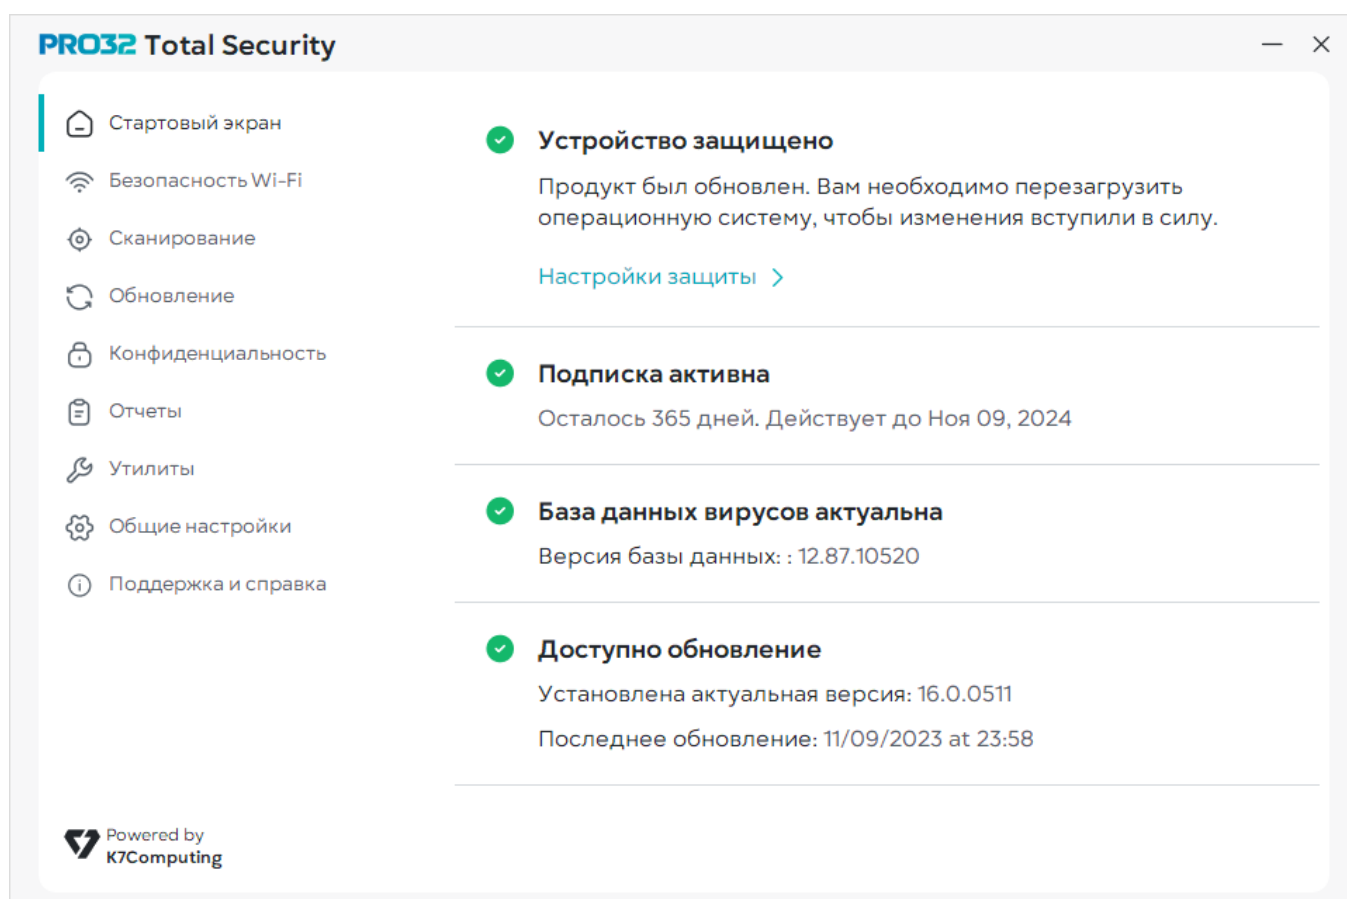 PRO32 Total Security
Стартовый экран
Безопасность Wi-Fi
Сканирование
Обновление
Конфиденциальность
Отчеты
Утилиты
Общие настройки
Поддержка и справка
Powered by
K7Computing
Устройство защищено
Продукт был обновлен. Вам необходимо перезагрузить
операционную систему, чтобы изменения вступили в силу.
Настройки защиты
Подписка активна
Осталось 365 дней. Действует до Ноя 09, 2024
База данных вирусов актуальна
Версия базы данных: : 12.87.10520
Доступно обновление
Установлена актуальная версия: 16.0.0511
Последнее обновление: 11/09/2023 at 23:58